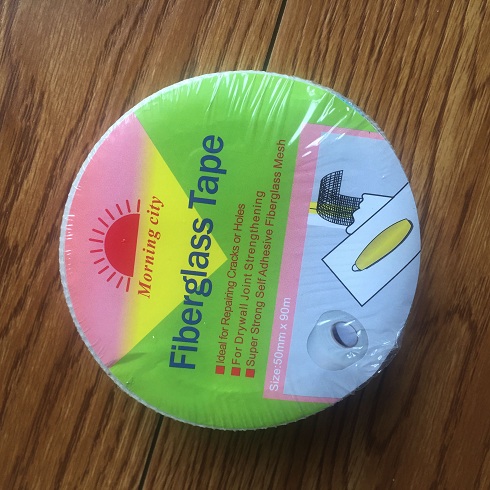 Morning city
Fiberglass Tape
Ideal for Repairing Cracks or Holes
For Drywall Joint Strengthening
Super Strong Self Adhesive Fiberglass Mesh
Size:50mm x 90m